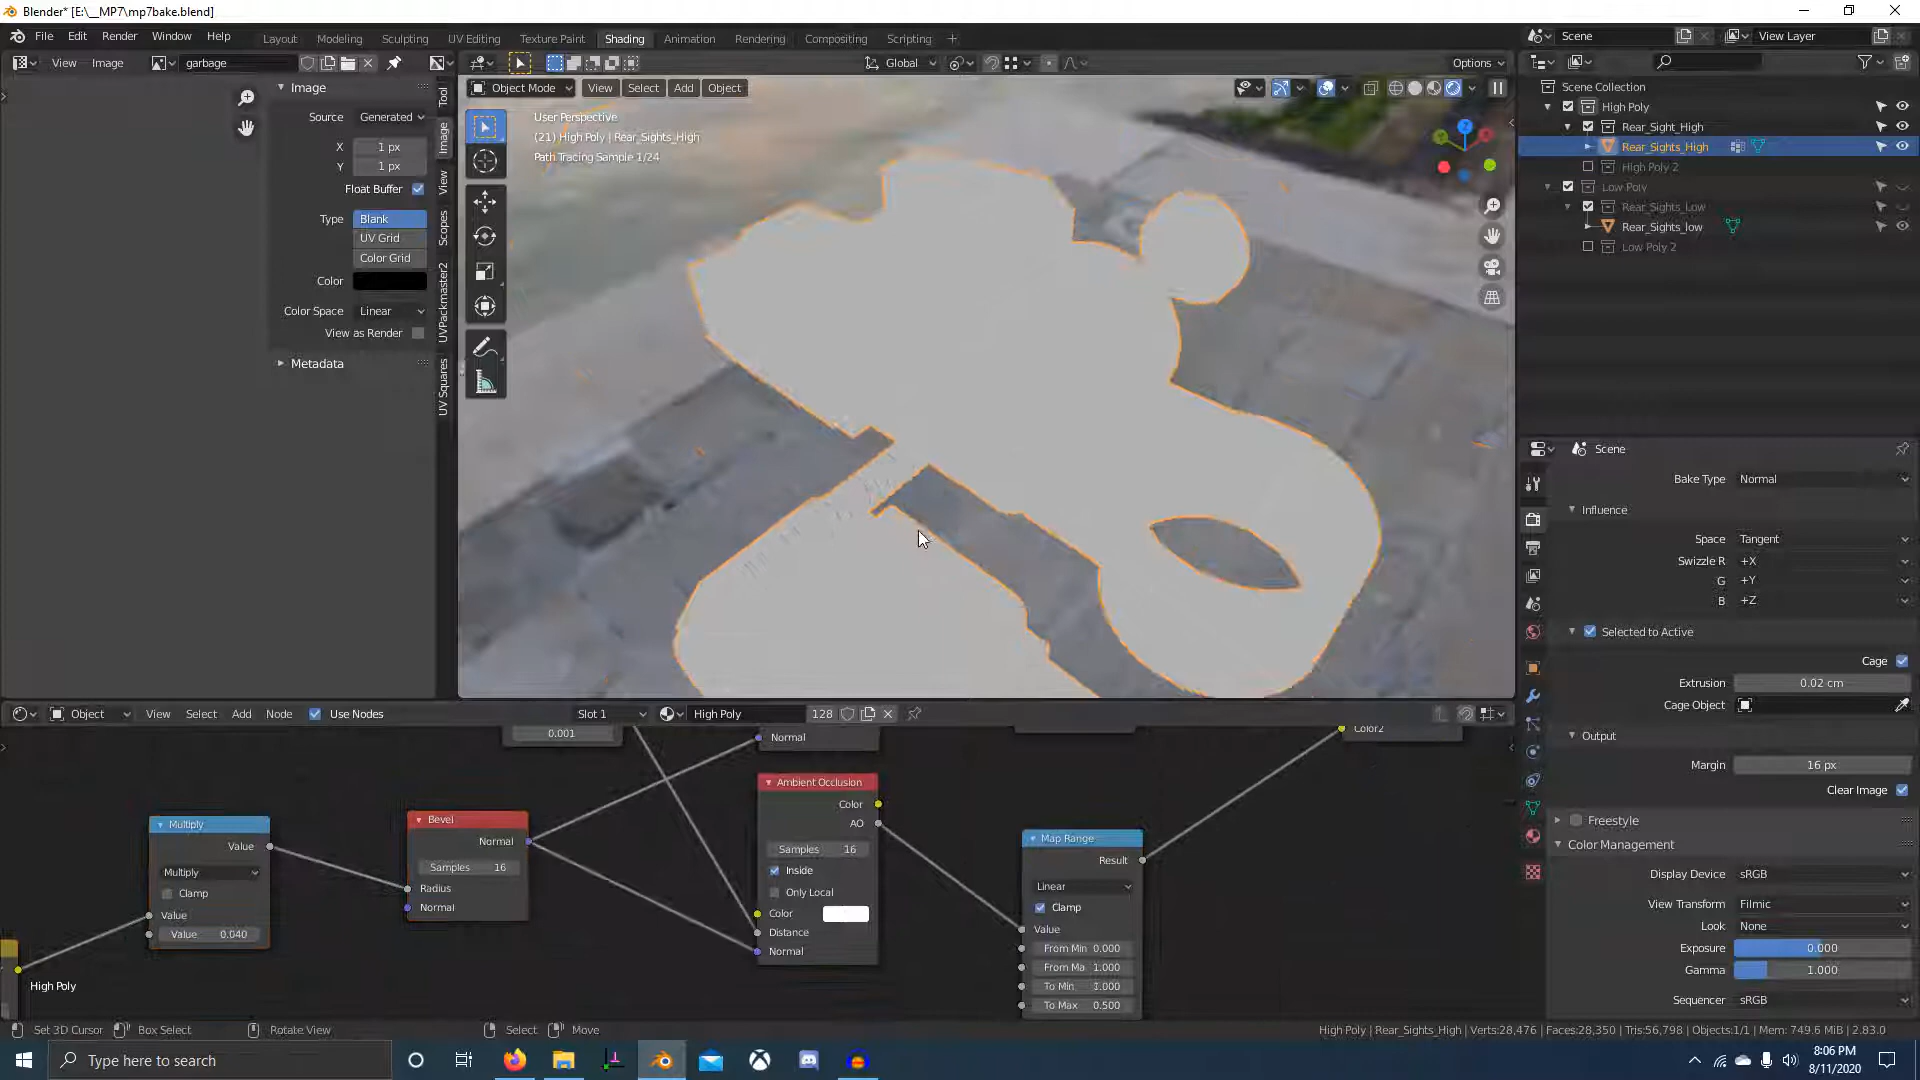 Blender* [E:\__MP7\mp7bake.blend]
File Edit Render Window Help
Layout Modeling Sculpting UV Editing Texture Paint Shading Animation Rendering Compositing Scripting
Scene
View Layer
View Image
garbage
Global
Options
Object Mode View Select Add Object
User Perspective
(21) High Poly | Rear_Sights_High
Path Tracing Sample 1/24
Image
Source Generated
X 1 px
Y 1 px
Float Buffer
Type Blank
UV Grid
Color Grid
Color
Color Space Linear
View as Render
Metadata
Tool
Image
View
Scopes
UVPackmaster2
UV Squares
Scene Collection
High Poly
Rear_Sight_High
Rear_Sights_High
High Poly 2
Low Poly
Rear_Sights_Low
Rear_Sights_low
Low Poly 2
Scene
Bake Type Normal
Influence
Space Tangent
Swizzle R +X
G +Y
B +Z
Selected to Active
Cage
Extrusion 0.02 cm
Cage Object
Output
Margin 16 px
Clear Image
Freestyle
Color Management
Display Device sRGB
View Transform Filmic
Look None
Exposure 0.000
Gamma 1.000
Sequencer sRGB
Object View Select Add Node Use Nodes
Slot 1
High Poly 128
0.001
Normal
Color2
Multiply
Value
Multiply
Clamp
Value
Value 0.040
Bevel
Normal
Samples 16
Radius
Normal
Ambient Occlusion
Color
AO
Samples 16
Inside
Only Local
Color
Distance
Normal
Map Range
Result
Linear
Clamp
Value
From Min 0.000
From Ma 1.000
To Min 1.000
To Max 0.500
High Poly
Set 3D Cursor Box Select Rotate View Select Move
High Poly | Rear_Sights_High | Verts:28,476 | Faces:28,350 | Tris:56,798 | Objects:1/1 | Mem: 749.6 MiB | 2.83.0
Type here to search
8:06 PM
8/11/2020